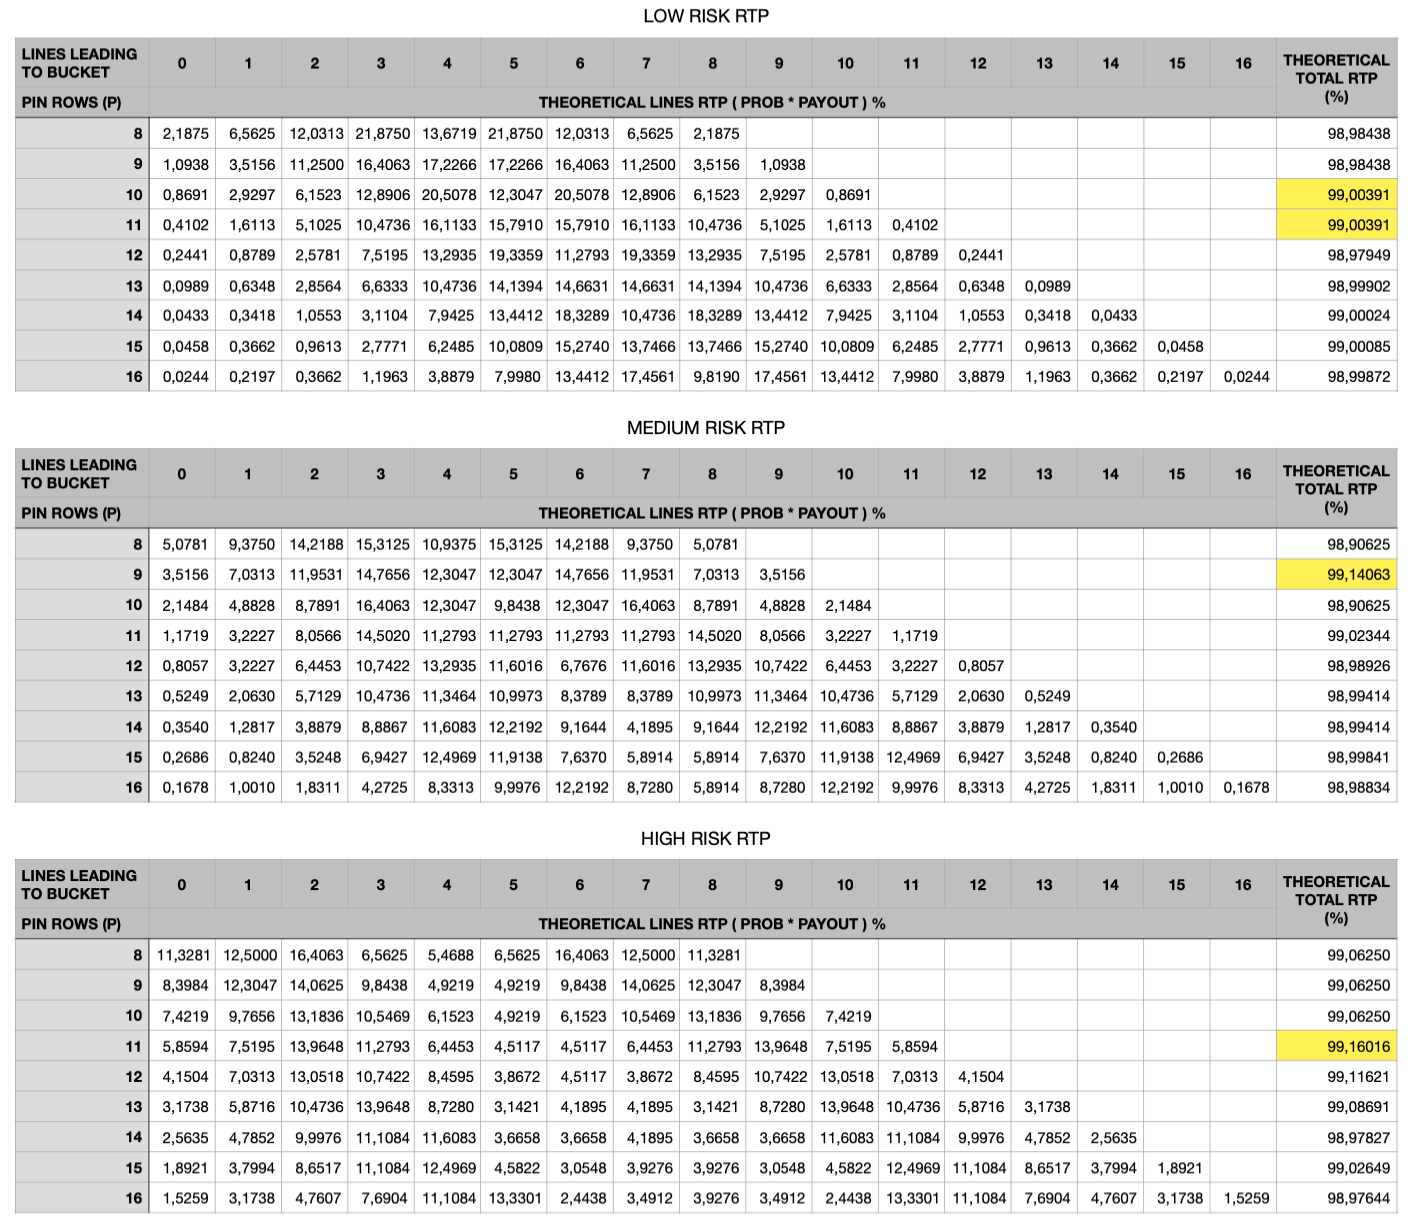 LOW RISK RTP
LINES LEADING TO BUCKET 0 1 2 3 4 5 6 7 8 9 10 11 12 13 14 15 16 THEORETICAL TOTAL RTP (%)
PIN ROWS (P) THEORETICAL LINES RTP ( PROB * PAYOUT ) %
8 2,1875 6,5625 12,0313 21,8750 13,6719 21,8750 12,0313 6,5625 2,1875 98,98438
9 1,0938 3,5156 11,2500 16,4063 17,2266 17,2266 16,4063 11,2500 3,5156 1,0938 98,98438
10 0,8691 2,9297 6,1523 12,8906 20,5078 12,3047 20,5078 12,8906 6,1523 2,9297 0,8691 99,00391
11 0,4102 1,6113 5,1025 10,4736 16,1133 15,7910 15,7910 16,1133 10,4736 5,1025 1,6113 0,4102 99,00391
12 0,2441 0,8789 2,5781 7,5195 13,2935 19,3359 11,2793 19,3359 13,2935 7,5195 2,5781 0,8789 0,2441 98,97949
13 0,0989 0,6348 2,8564 6,6333 10,4736 14,1394 14,6631 14,6631 14,1394 10,4736 6,6333 2,8564 0,6348 0,0989 98,99902
14 0,0433 0,3418 1,0553 3,1104 7,9425 13,4412 18,3289 10,4736 18,3289 13,4412 7,9425 3,1104 1,0553 0,3418 0,0433 99,00024
15 0,0458 0,3662 0,9613 2,7771 6,2485 10,0809 15,2740 13,7466 13,7466 15,2740 10,0809 6,2485 2,7771 0,9613 0,3662 0,0458 99,00085
16 0,0244 0,2197 0,3662 1,1963 3,8879 7,9980 13,4412 17,4561 9,8190 17,4561 13,4412 7,9980 3,8879 1,1963 0,3662 0,2197 0,0244 98,99872
MEDIUM RISK RTP
LINES LEADING TO BUCKET 0 1 2 3 4 5 6 7 8 9 10 11 12 13 14 15 16 THEORETICAL TOTAL RTP (%)
PIN ROWS (P) THEORETICAL LINES RTP ( PROB * PAYOUT ) %
8 5,0781 9,3750 14,2188 15,3125 10,9375 15,3125 14,2188 9,3750 5,0781 98,90625
9 3,5156 7,0313 11,9531 14,7656 12,3047 12,3047 14,7656 11,9531 7,0313 3,5156 99,14063
10 2,1484 4,8828 8,7891 16,4063 12,3047 9,8438 12,3047 16,4063 8,7891 4,8828 2,1484 98,90625
11 1,1719 3,2227 8,0566 14,5020 11,2793 11,2793 11,2793 11,2793 14,5020 8,0566 3,2227 1,1719 99,02344
12 0,8057 3,2227 6,4453 10,7422 13,2935 11,6016 6,7676 11,6016 13,2935 10,7422 6,4453 3,2227 0,8057 98,98926
13 0,5249 2,0630 5,7129 10,4736 11,3464 10,9973 8,3789 8,3789 10,9973 11,3464 10,4736 5,7129 2,0630 0,5249 98,99414
14 0,3540 1,2817 3,8879 8,8867 11,6083 12,2192 9,1644 4,1895 9,1644 12,2192 11,6083 8,8867 3,8879 1,2817 0,3540 98,99414
15 0,2686 0,8240 3,5248 6,9427 12,4969 11,9138 7,6370 5,8914 5,8914 7,6370 11,9138 12,4969 6,9427 3,5248 0,8240 0,2686 98,99841
16 0,1678 1,0010 1,8311 4,2725 8,3313 9,9976 12,2192 8,7280 5,8914 8,7280 12,2192 9,9976 8,3313 4,2725 1,8311 1,0010 0,1678 98,98834
HIGH RISK RTP
LINES LEADING TO BUCKET 0 1 2 3 4 5 6 7 8 9 10 11 12 13 14 15 16 THEORETICAL TOTAL RTP (%)
PIN ROWS (P) THEORETICAL LINES RTP ( PROB * PAYOUT ) %
8 11,3281 12,5000 16,4063 6,5625 5,4688 6,5625 16,4063 12,5000 11,3281 99,06250
9 8,3984 12,3047 14,0625 9,8438 4,9219 4,9219 9,8438 14,0625 12,3047 8,3984 99,06250
10 7,4219 9,7656 13,1836 10,5469 6,1523 4,9219 6,1523 10,5469 13,1836 9,7656 7,4219 99,06250
11 5,8594 7,5195 13,9648 11,2793 6,4453 4,5117 4,5117 6,4453 11,2793 13,9648 7,5195 5,8594 99,16016
12 4,1504 7,0313 13,0518 10,7422 8,4595 3,8672 4,5117 3,8672 8,4595 10,7422 13,0518 7,0313 4,1504 99,11621
13 3,1738 5,8716 10,4736 13,9648 8,7280 3,1421 4,1895 4,1895 3,1421 8,7280 13,9648 10,4736 5,8716 3,1738 99,08691
14 2,5635 4,7852 9,9976 11,1084 11,6083 3,6658 3,6658 4,1895 3,6658 3,6658 11,6083 11,1084 9,9976 4,7852 2,5635 98,97827
15 1,8921 3,7994 8,6517 11,1084 12,4969 4,5822 3,0548 3,9276 3,9276 3,0548 4,5822 12,4969 11,1084 8,6517 3,7994 1,8921 99,02649
16 1,5259 3,1738 4,7607 7,6904 11,1084 13,3301 2,4438 3,4912 3,9276 3,4912 2,4438 13,3301 11,1084 7,6904 4,7607 3,1738 1,5259 98,97644